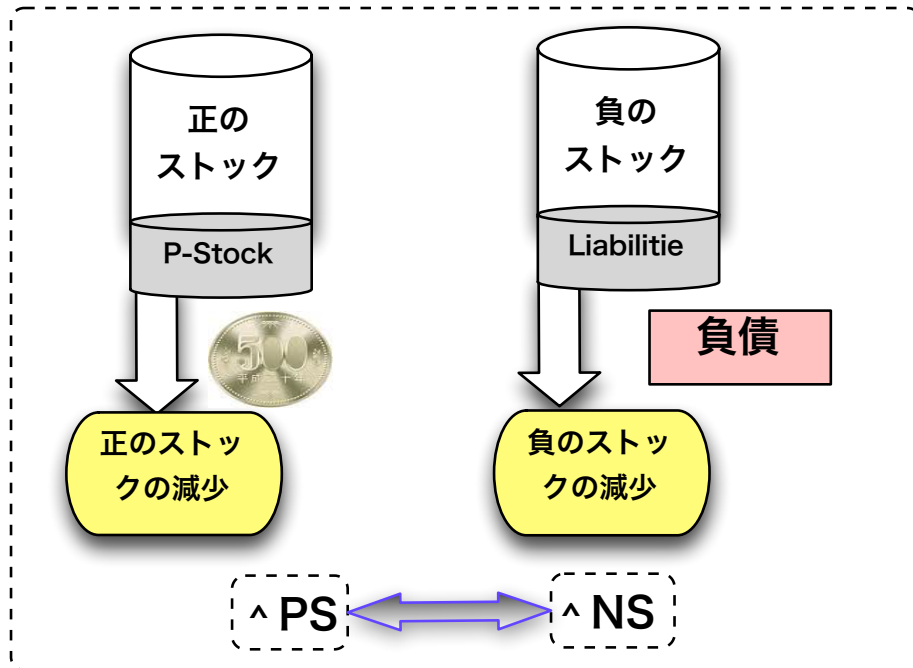 正の
ストック
P-Stock
500
正のストッ
クの減少
負の
ストック
Liabilitie
負債
負のストッ
クの減少
^ PS
^ NS